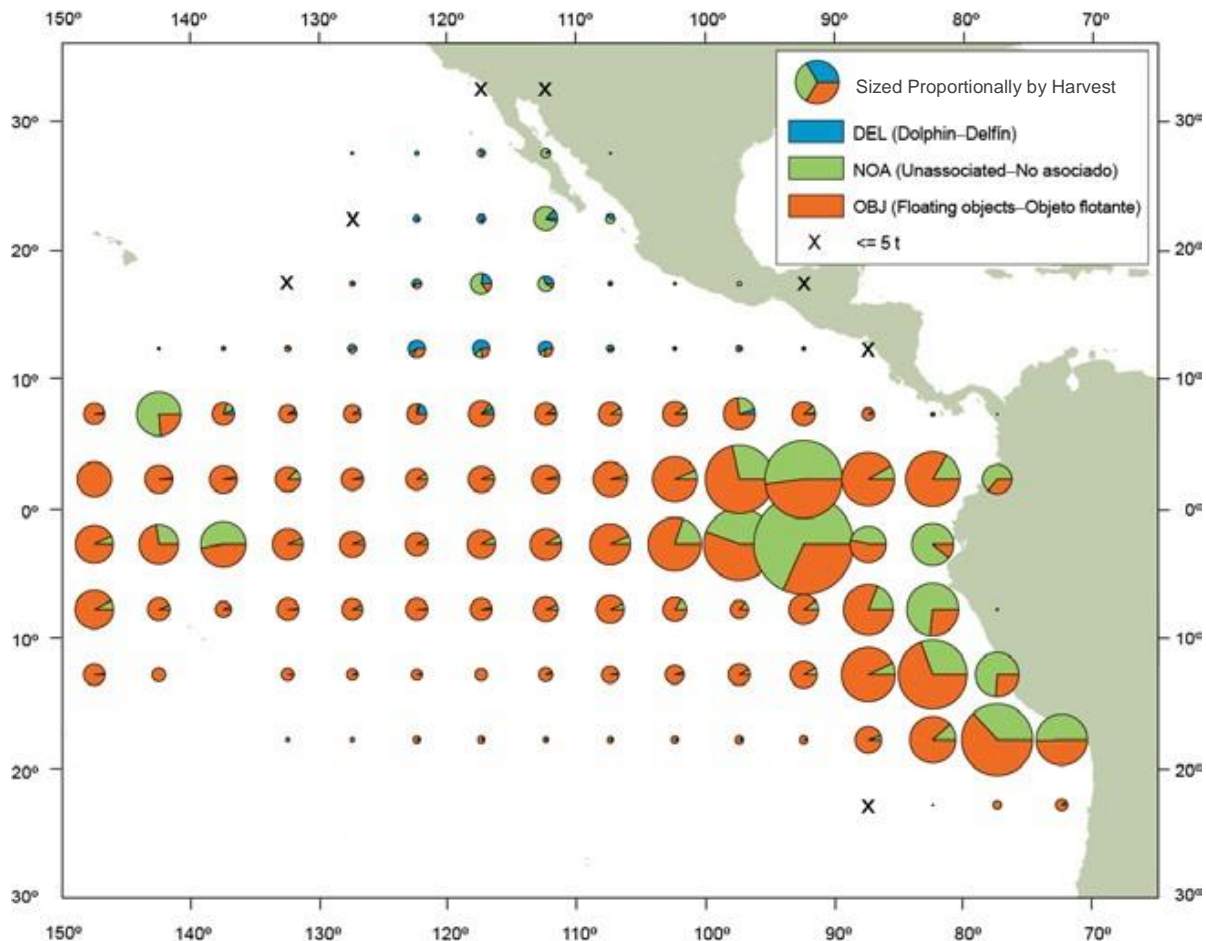 150º 140º 130º 120º 110º 100º 90º 80º 70º
Sized Proportionally by Harvest
DEL (Dolphin–Delfín)
NOA (Unassociated–No asociado)
OBJ (Floating objects–Objeto flotante)
X <= 5 t
X X
30º 30º
X
20º 20º
X X
X
10º 10º
0º 0º
10º 10º
20º 20º
X
30º 30º
150º 140º 130º 120º 110º 100º 90º 80º 70º